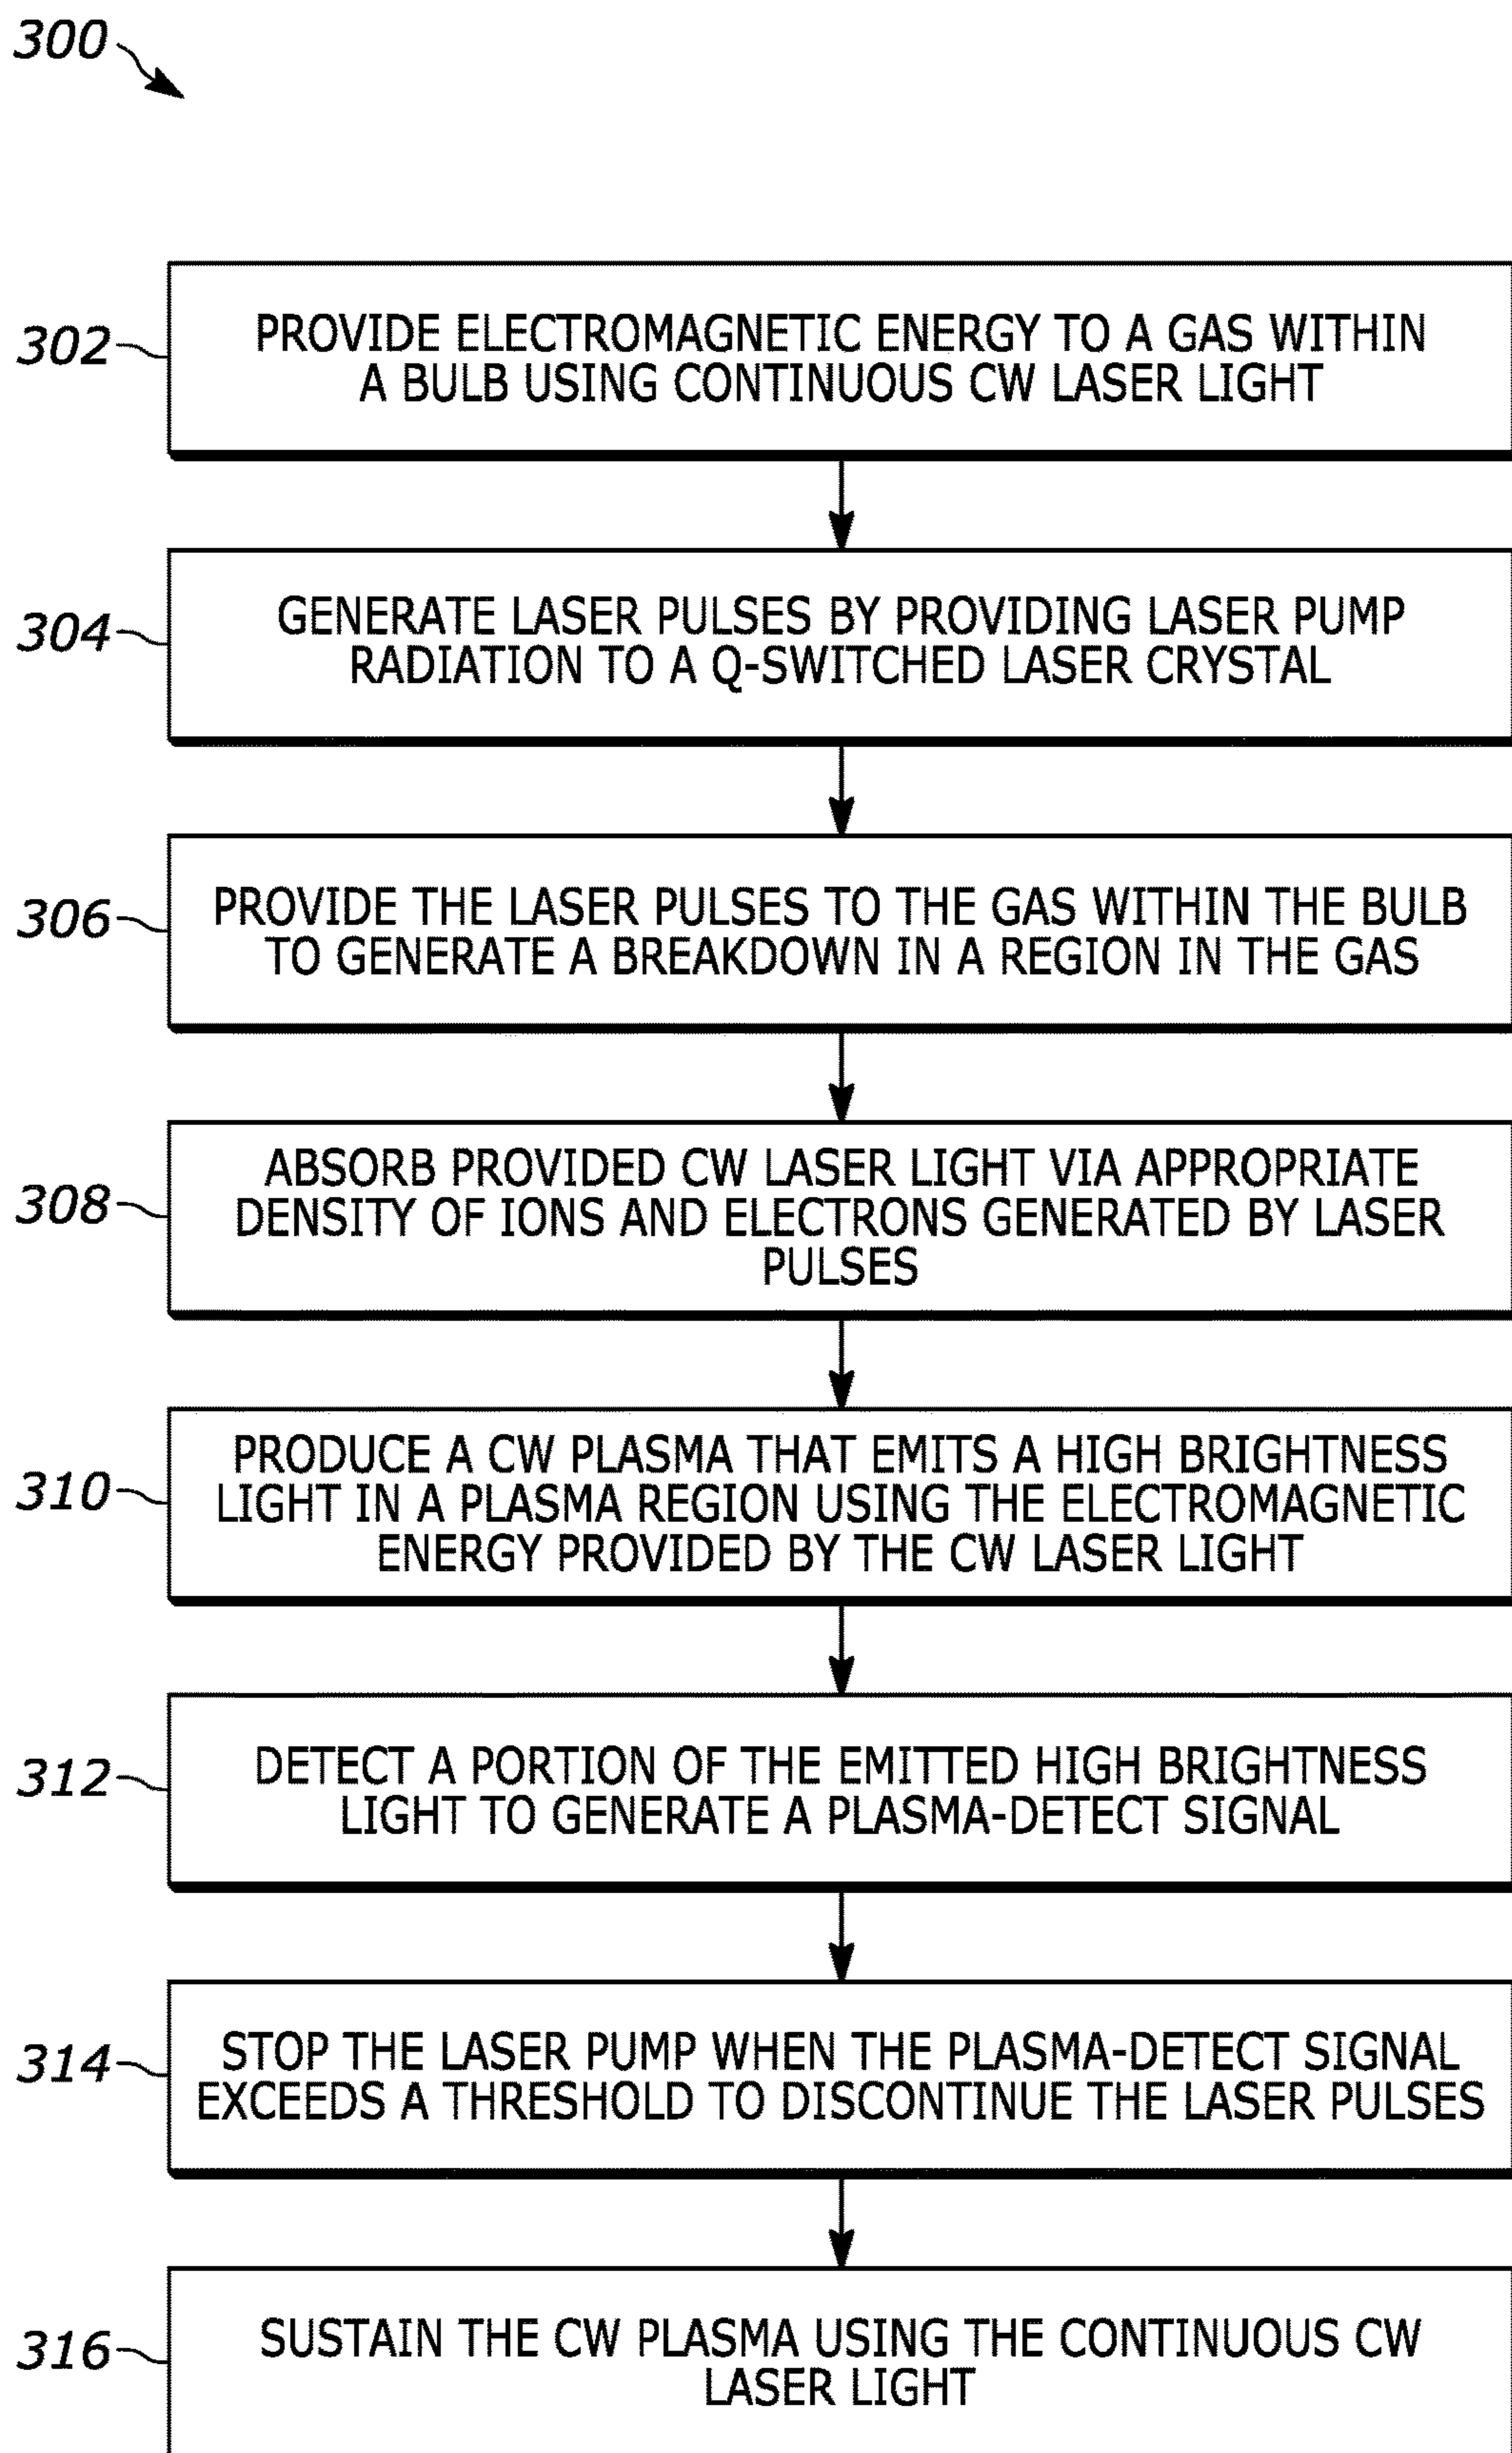 300
302
PROVIDE ELECTROMAGNETIC ENERGY TO A GAS WITHIN
A BULB USING CONTINUOUS CW LASER LIGHT
304
GENERATE LASER PULSES BY PROVIDING LASER PUMP
RADIATION TO A Q-SWITCHED LASER CRYSTAL
306
PROVIDE THE LASER PULSES TO THE GAS WITHIN THE BULB
TO GENERATE A BREAKDOWN IN A REGION IN THE GAS
308
ABSORB PROVIDED CW LASER LIGHT VIA APPROPRIATE
DENSITY OF IONS AND ELECTRONS GENERATED BY LASER
PULSES
310
PRODUCE A CW PLASMA THAT EMITS A HIGH BRIGHTNESS
LIGHT IN A PLASMA REGION USING THE ELECTROMAGNETIC
ENERGY PROVIDED BY THE CW LASER LIGHT
312
DETECT A PORTION OF THE EMITTED HIGH BRIGHTNESS
LIGHT TO GENERATE A PLASMA-DETECT SIGNAL
314
STOP THE LASER PUMP WHEN THE PLASMA-DETECT SIGNAL
EXCEEDS A THRESHOLD TO DISCONTINUE THE LASER PULSES
316
SUSTAIN THE CW PLASMA USING THE CONTINUOUS CW
LASER LIGHT